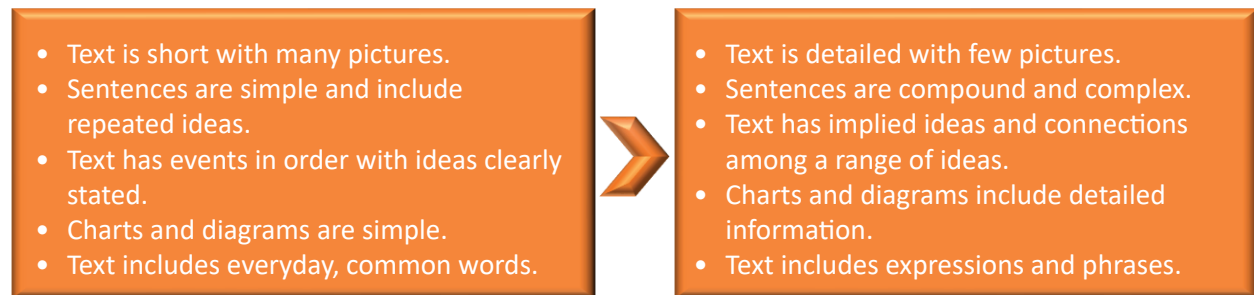 • Text is short with many pictures.
• Sentences are simple and include
repeated ideas.
• Text has events in order with ideas clearly
stated.
• Charts and diagrams are simple.
• Text includes everyday, common words.
• Text is detailed with few pictures.
• Sentences are compound and complex.
• Text has implied ideas and connections
among a range of ideas.
• Charts and diagrams include detailed
information.
• Text includes expressions and phrases.